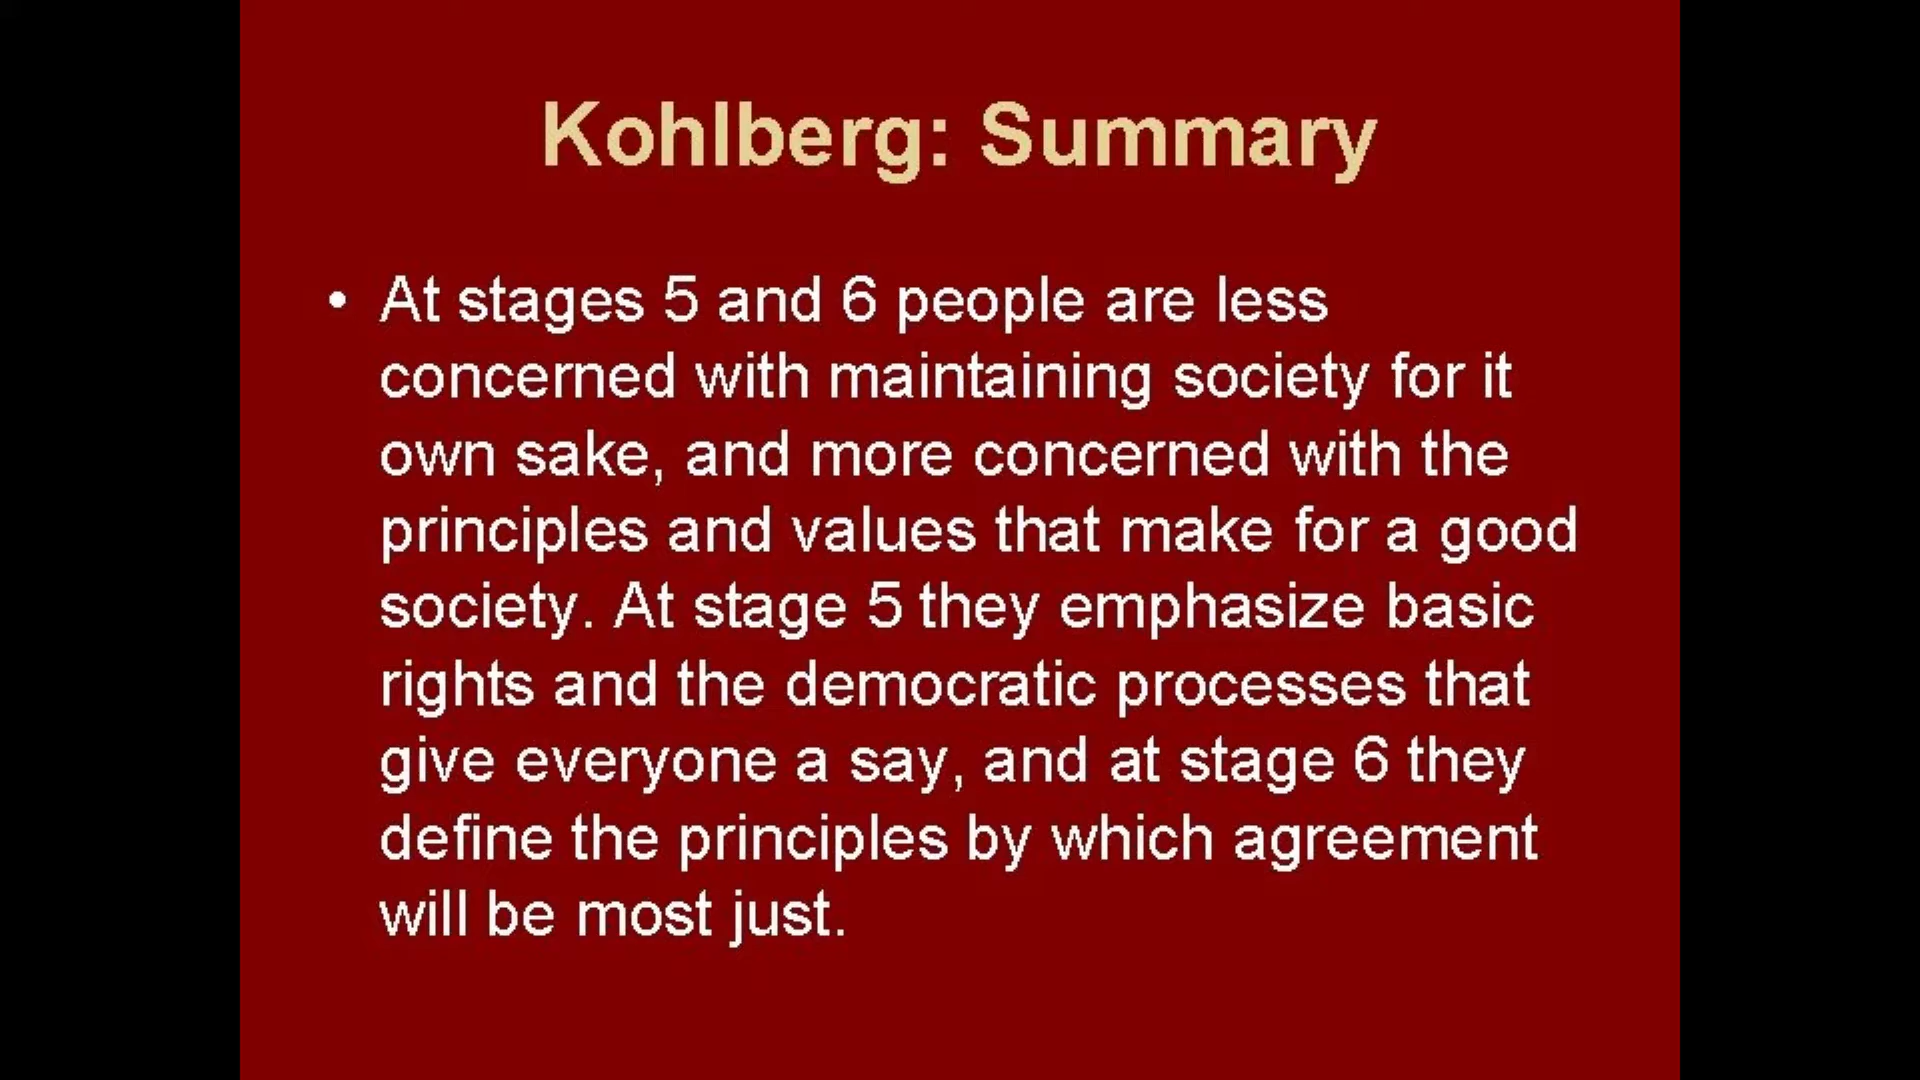 Kohlberg: Summary
• At stages 5 and 6 people are less
concerned with maintaining society for it
own sake, and more concerned with the
principles and values that make for a good
society. At stage 5 they emphasize basic
rights and the democratic processes that
give everyone a say, and at stage 6 they
define the principles by which agreement
will be most just.